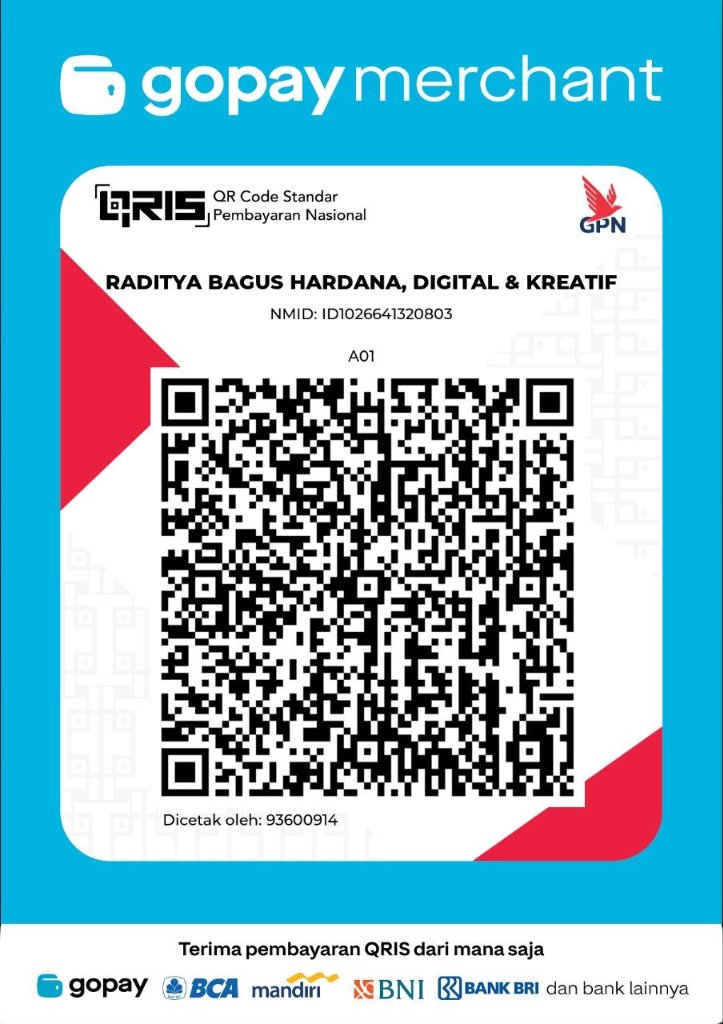 gopay merchant
QRIS QR Code Standar
Pembayaran Nasional
GPN
RADITYA BAGUS HARDANA, DIGITAL & KREATIF
NMID: ID1026641320803
A01
Dicetak oleh: 93600914
Terima pembayaran QRIS dari mana saja
gopay BCA mandiri BNI BANK BRI dan bank lainnya